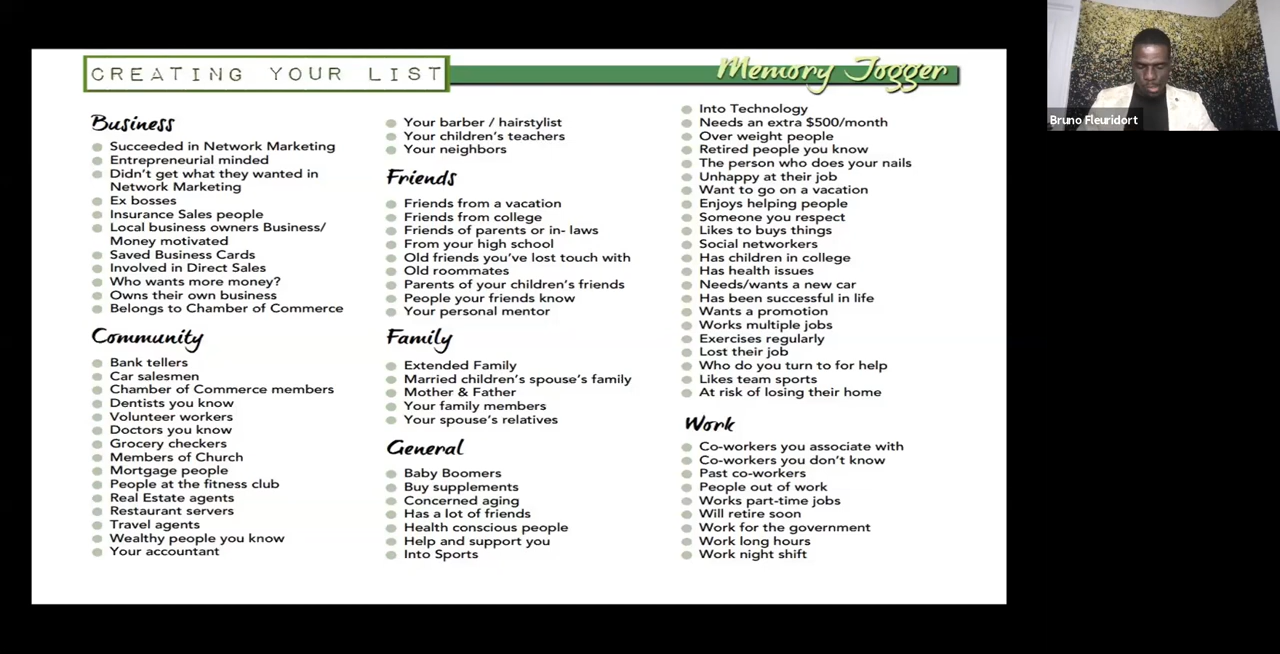 CREATING YOUR LIST
Memory Jogger
Business
Succeeded in Network Marketing
Entrepreneurial minded
Didn't get what they wanted in
Network Marketing
Ex bosses
Insurance Sales people
Local business owners Business/
Money motivated
Saved Business Cards
Involved in Direct Sales
Who wants more money?
Owns their own business
Belongs to Chamber of Commerce
Community
Bank tellers
Car salesmen
Chamber of Commerce members
Dentists you know
Volunteer workers
Doctors you know
Grocery checkers
Members of Church
Mortgage people
People at the fitness club
Real Estate agents
Restaurant servers
Travel agents
Wealthy people you know
Your accountant
Your barber / hairstylist
Your children's teachers
Your neighbors
Friends
Friends from a vacation
Friends from college
Friends of parents or in- laws
From your high school
Old friends you've lost touch with
Old roommates
Parents of your children's friends
People your friends know
Your personal mentor
Family
Extended Family
Married children's spouse's family
Mother & Father
Your family members
Your spouse's relatives
General
Baby Boomers
Buy supplements
Concerned aging
Has a lot of friends
Health conscious people
Help and support you
Into Sports
Into Technology
Needs an extra $500/month
Over weight people
Retired people you know
The person who does your nails
Unhappy at their job
Want to go on a vacation
Enjoys helping people
Someone you respect
Likes to buys things
Social networkers
Has children in college
Has health issues
Needs/wants a new car
Has been successful in life
Wants a promotion
Works multiple jobs
Exercises regularly
Lost their job
Who do you turn to for help
Likes team sports
At risk of losing their home
Work
Co-workers you associate with
Co-workers you don't know
Past co-workers
People out of work
Works part-time jobs
Will retire soon
Work for the government
Work long hours
Work night shift
Bruno Fleuridort